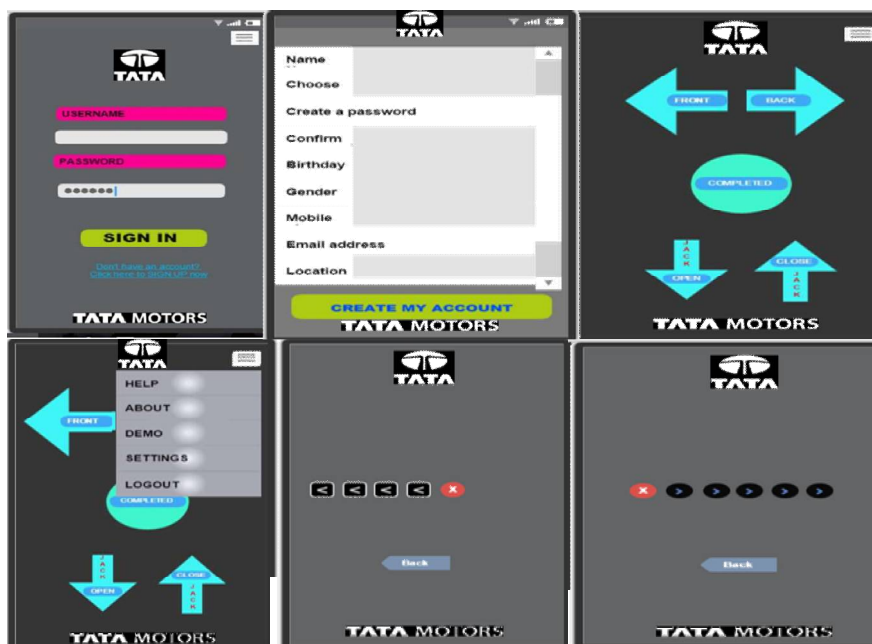 TATA
USERNAME
PASSWORD
SIGN IN
Don't have an account?
Click here to SIGN UP now
TATA MOTORS
TATA
Name
Choose
Create a password
Confirm
Birthday
Gender
Mobile
Email address
Location
CREATE MY ACCOUNT
TATA MOTORS
TATA
FRONT
BACK
COMPLETED
JACK
OPEN
CLOSE
JACK
TATA MOTORS
TATA
HELP
ABOUT
DEMO
SETTINGS
LOGOUT
FRONT
COMPLETED
JACK
OPEN
CLOSE
JACK
TATA MOTORS
TATA
< < < < X
Back
TATA MOTORS
TATA
X > > > > >
Back
TATA MOTORS